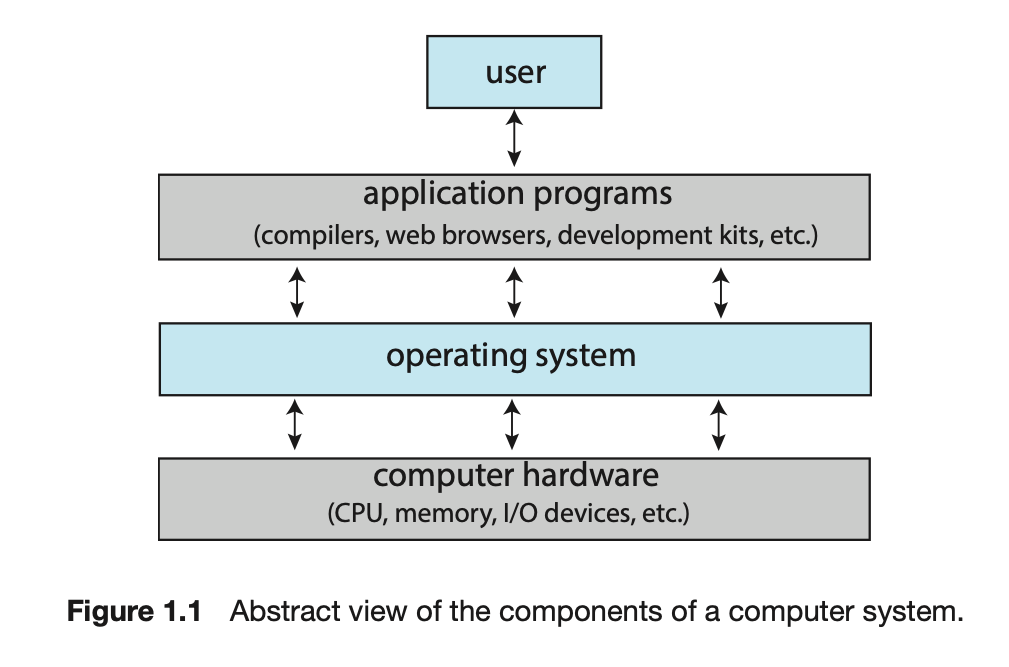 user
application programs
(compilers, web browsers, development kits, etc.)
operating system
computer hardware
(CPU, memory, I/O devices, etc.)
Figure 1.1 Abstract view of the components of a computer system.